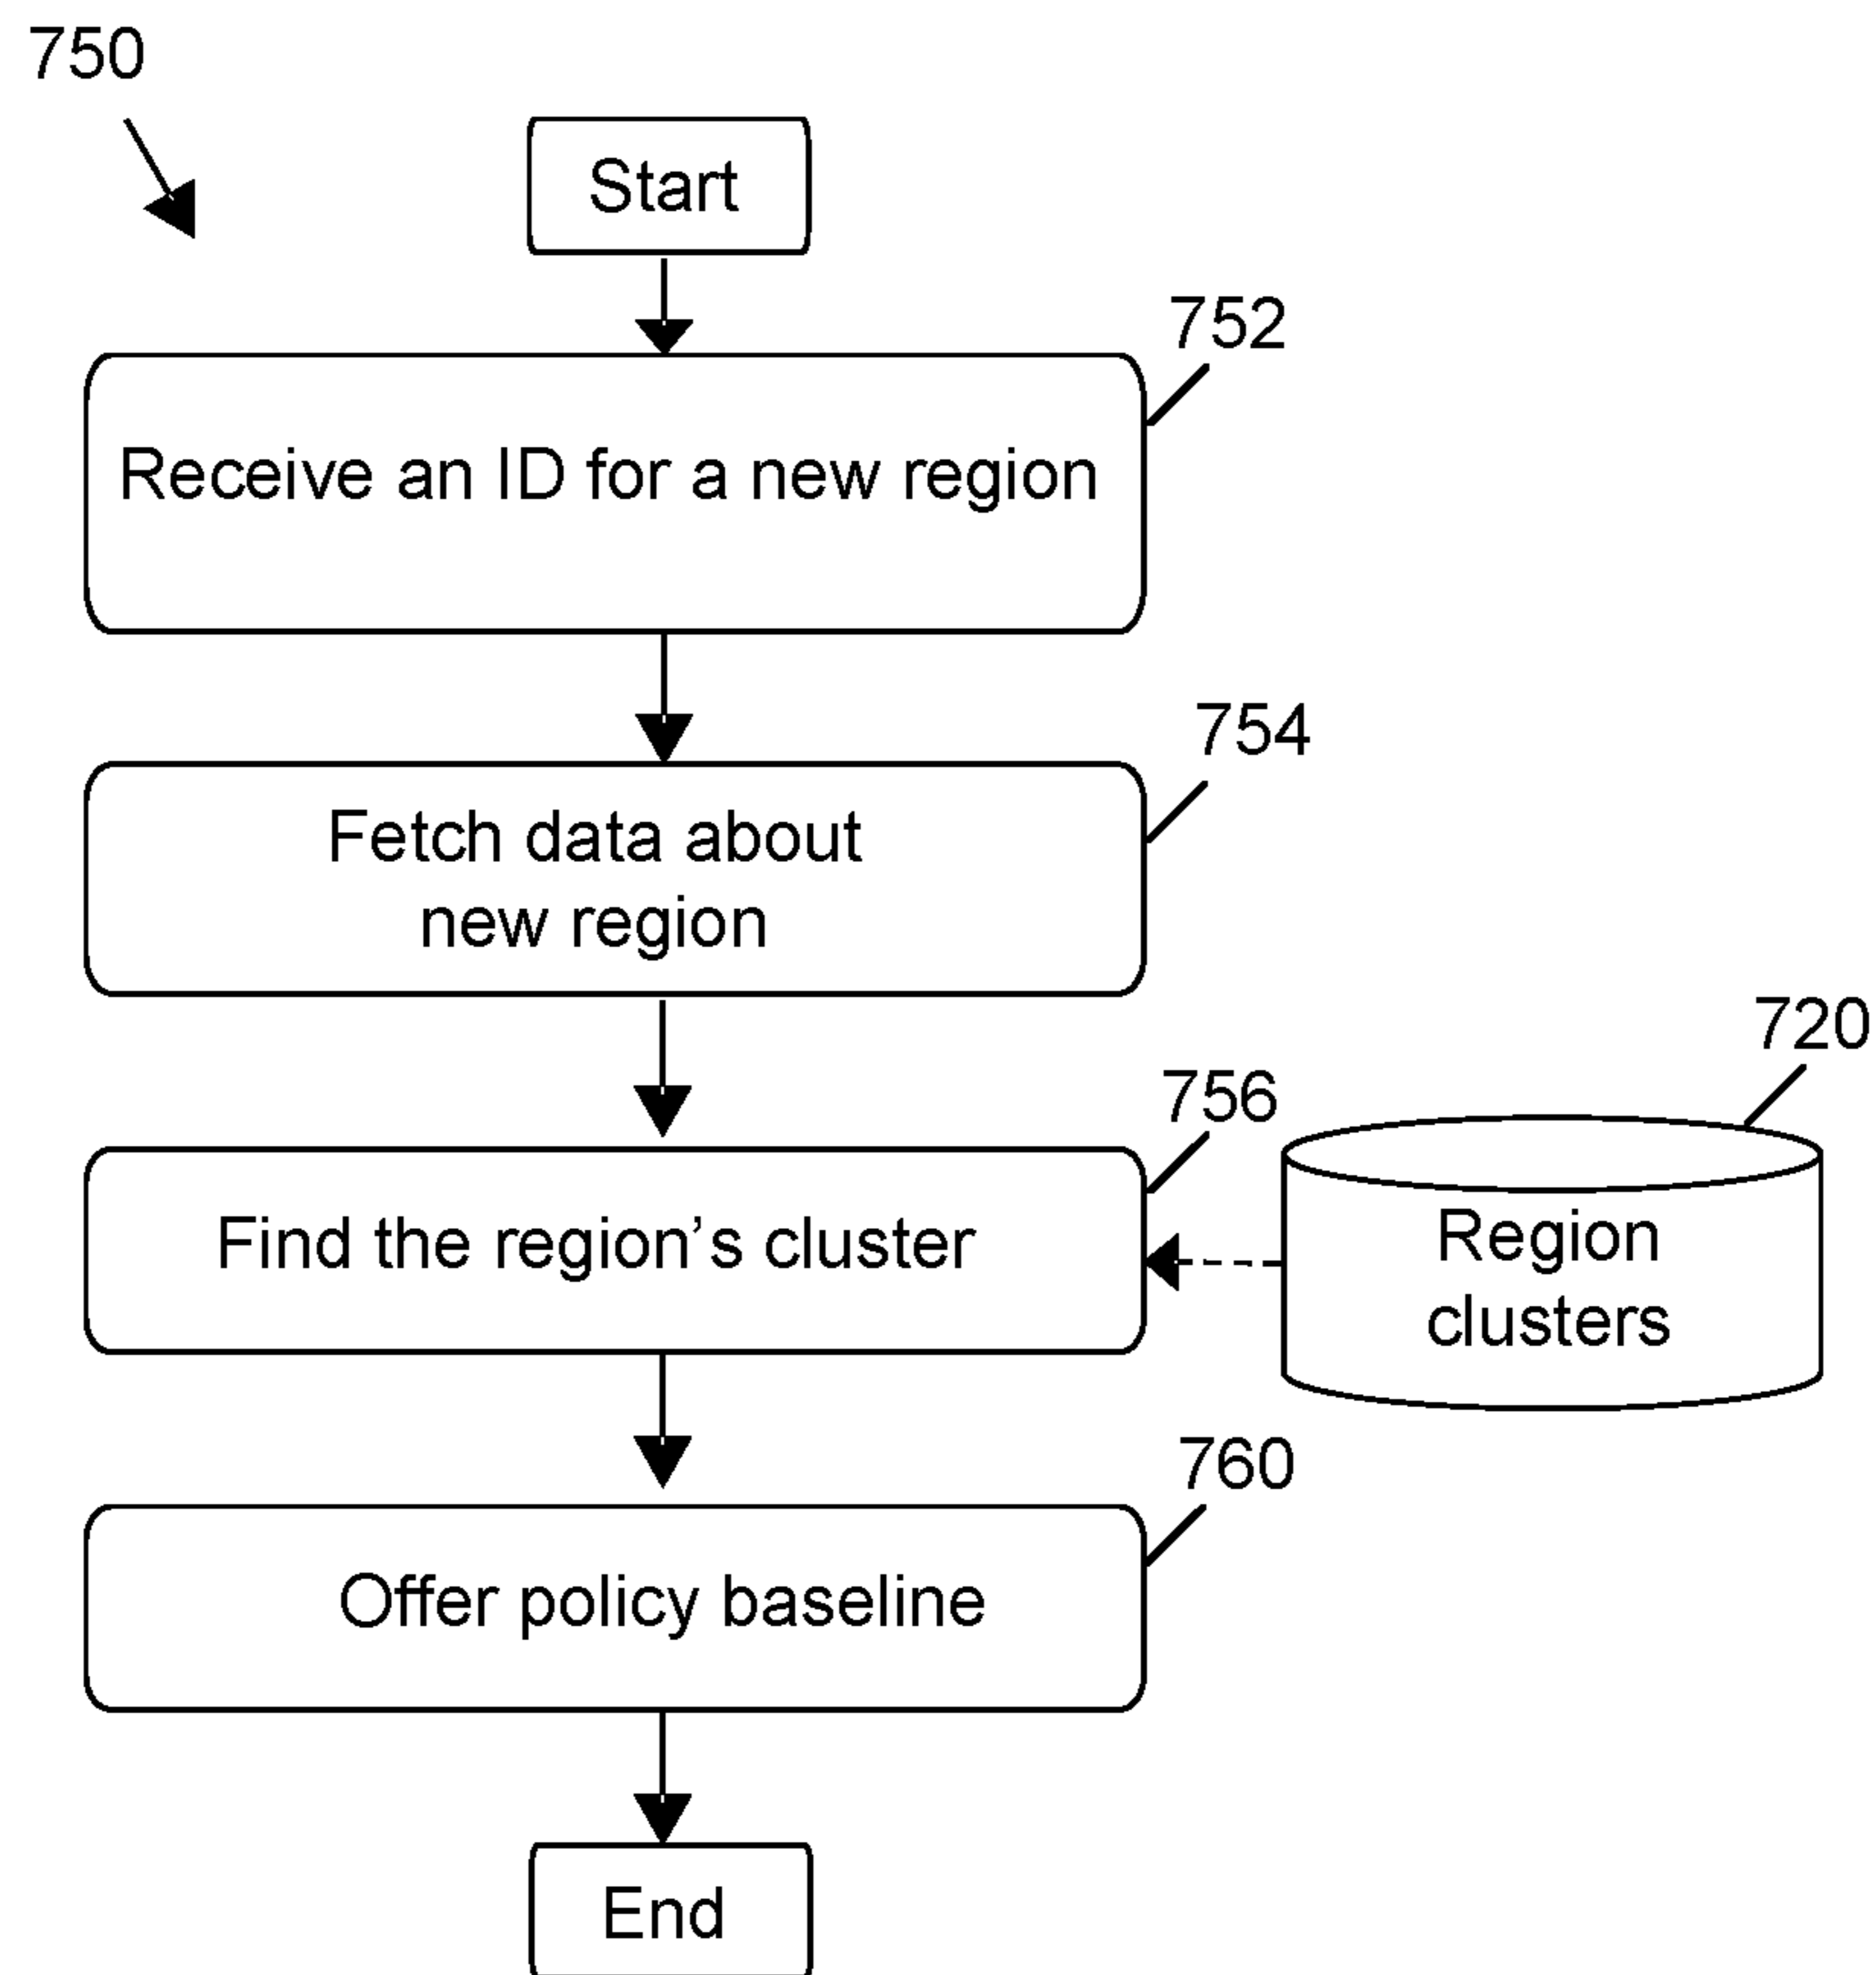 750
Start
752
Receive an ID for a new region
754
Fetch data about
new region
720
756
Find the region’s cluster
Region
clusters
760
Offer policy baseline
End